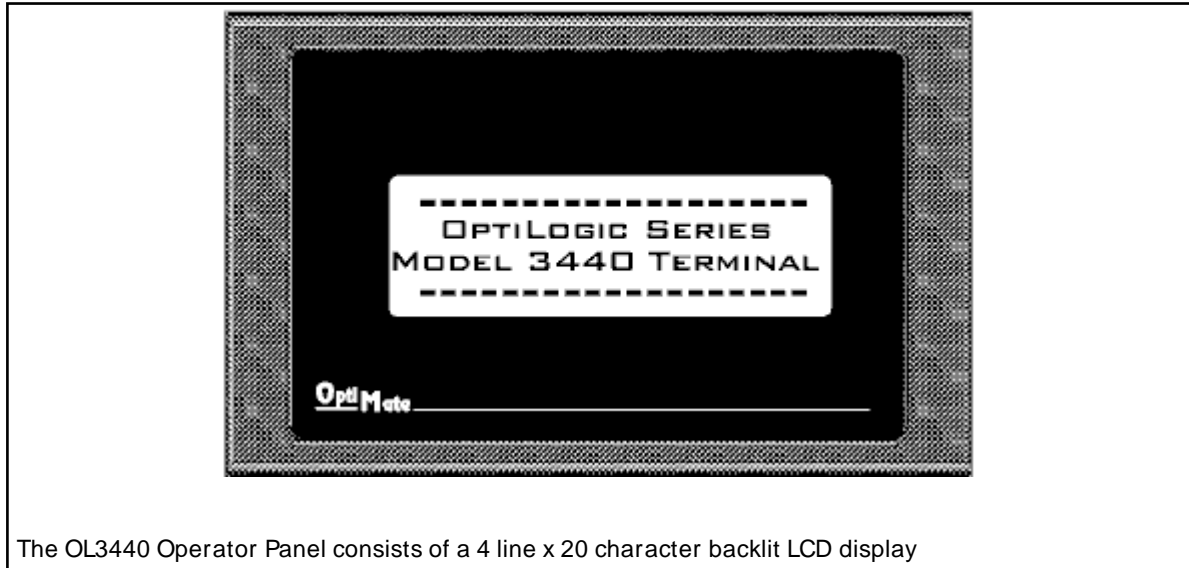 --------------------
OPTILOGIC SERIES
MODEL 3440 TERMINAL
--------------------
OptiMate
The OL3440 Operator Panel consists of a 4 line x 20 character backlit LCD display